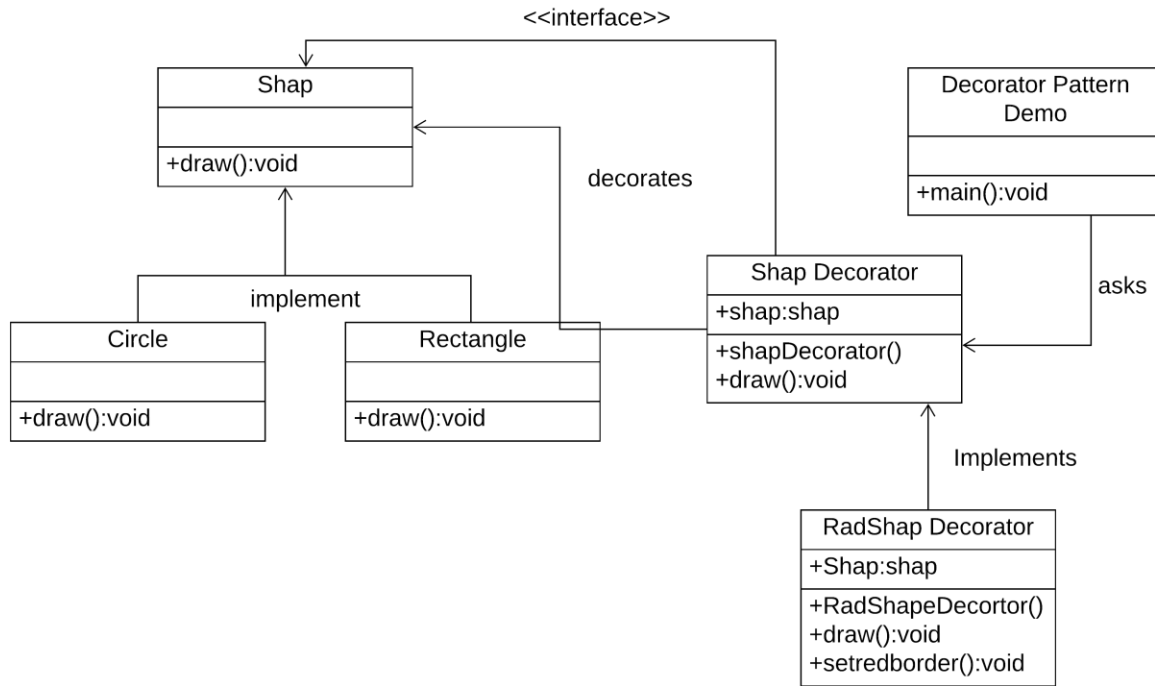 <<interface>>
Shap
+draw():void
Decorator Pattern
Demo
+main():void
decorates
implement
Shap Decorator
+shap:shap
+shapDecorator()
+draw():void
asks
Circle
+draw():void
Rectangle
+draw():void
Implements
RadShap Decorator
+Shap:shap
+RadShapeDecortor()
+draw():void
+setredborder():void